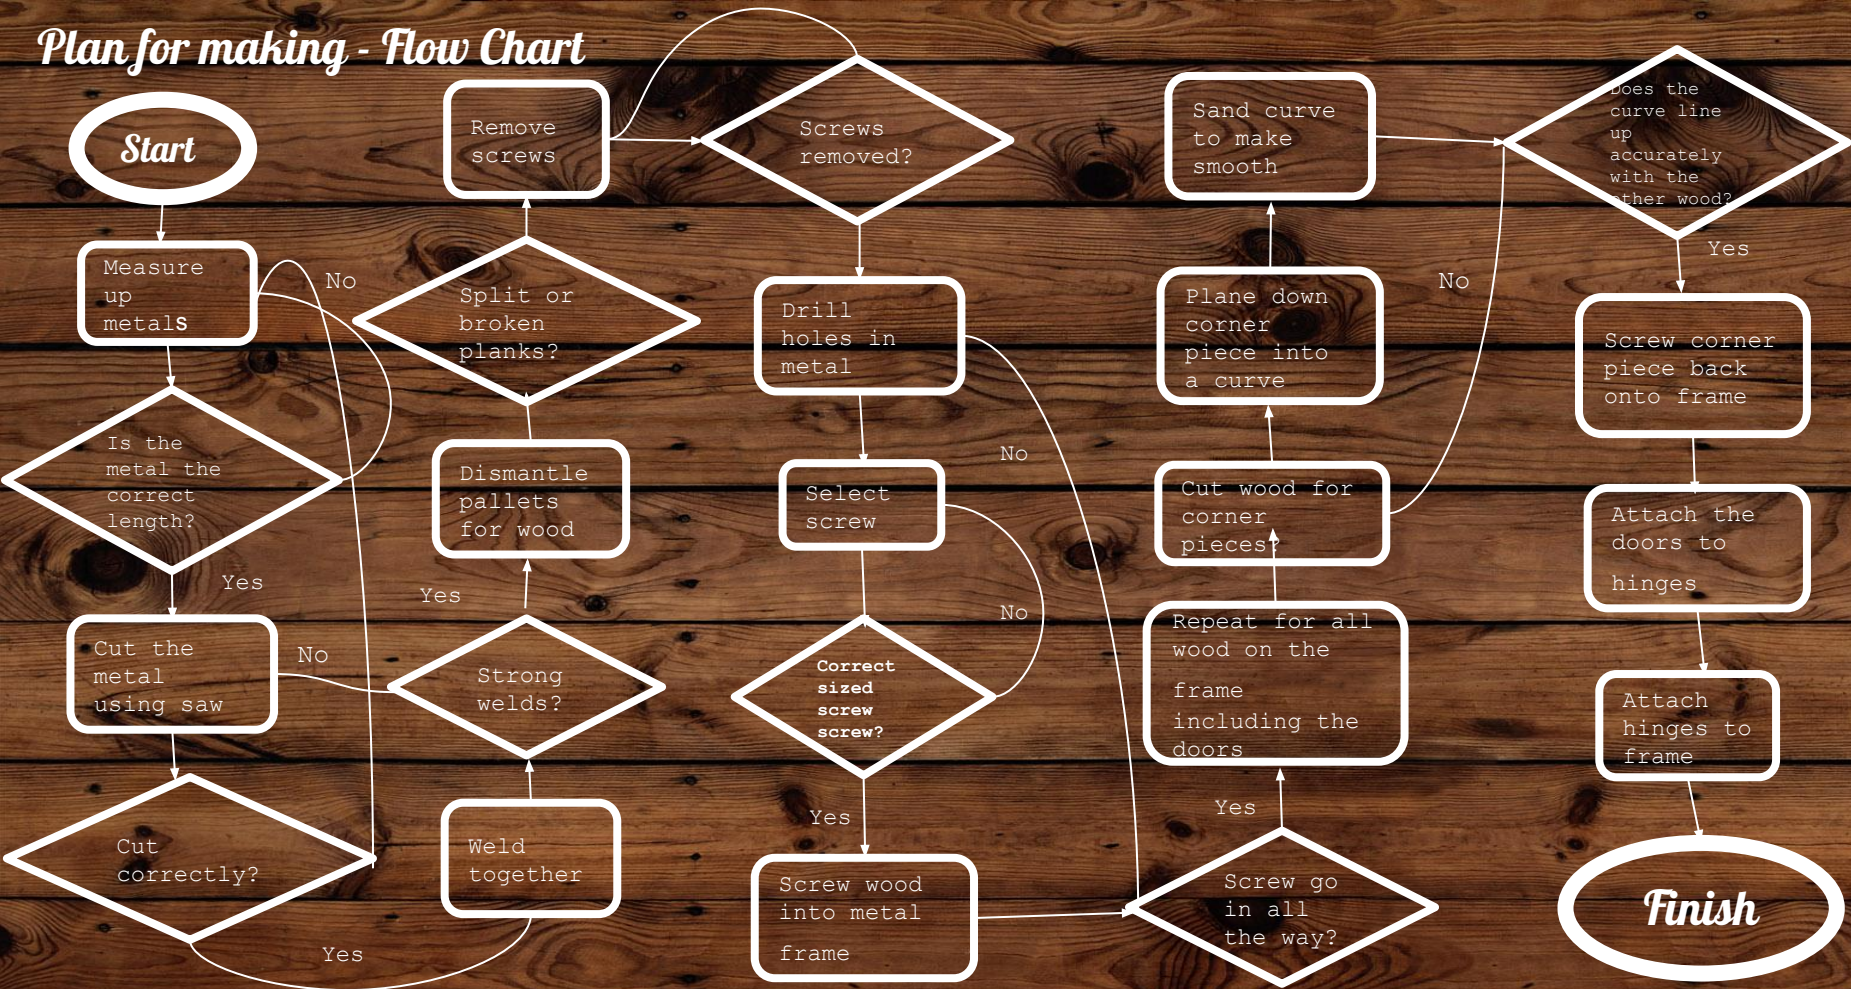 Plan for making - Flow Chart
Start
Measure
up
metals
No
Is the
metal the
correct
length?
Yes
Cut the
metal
using saw
No
Cut
correctly?
Yes
Weld
together
Strong
welds?
Yes
Dismantle
pallets
for wood
Split or
broken
planks?
Remove
screws
Screws
removed?
Drill
holes in
metal
No
Select
screw
No
Correct
sized
screw
screw?
Yes
Screw wood
into metal
frame
Screw go
in all
the way?
Yes
Repeat for all
wood on the
frame
including the
doors
Cut wood for
corner
pieces?
Plane down
corner
piece into
a curve
Sand curve
to make
smooth
No
Does the
curve line
up
accurately
with the
other wood?
Yes
Screw corner
piece back
onto frame
Attach the
doors to
hinges
Attach
hinges to
frame
Finish